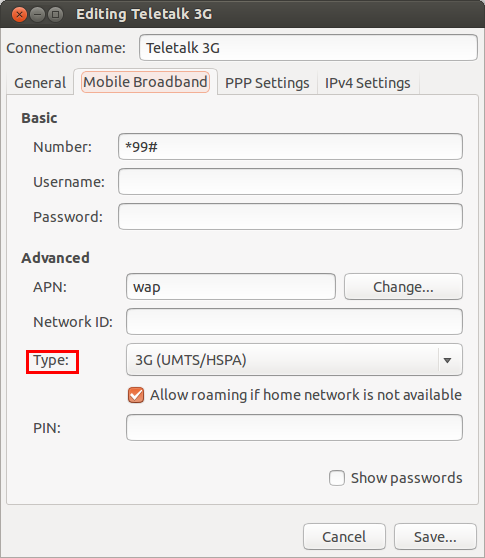 Editing Teletalk 3G
Connection name: Teletalk 3G
General Mobile Broadband PPP Settings IPv4 Settings
Basic
Number: *99#
Username:
Password:
Advanced
APN: wap Change...
Network ID:
Type: 3G (UMTS/HSPA)
Allow roaming if home network is not available
PIN:
Show passwords
Cancel Save...